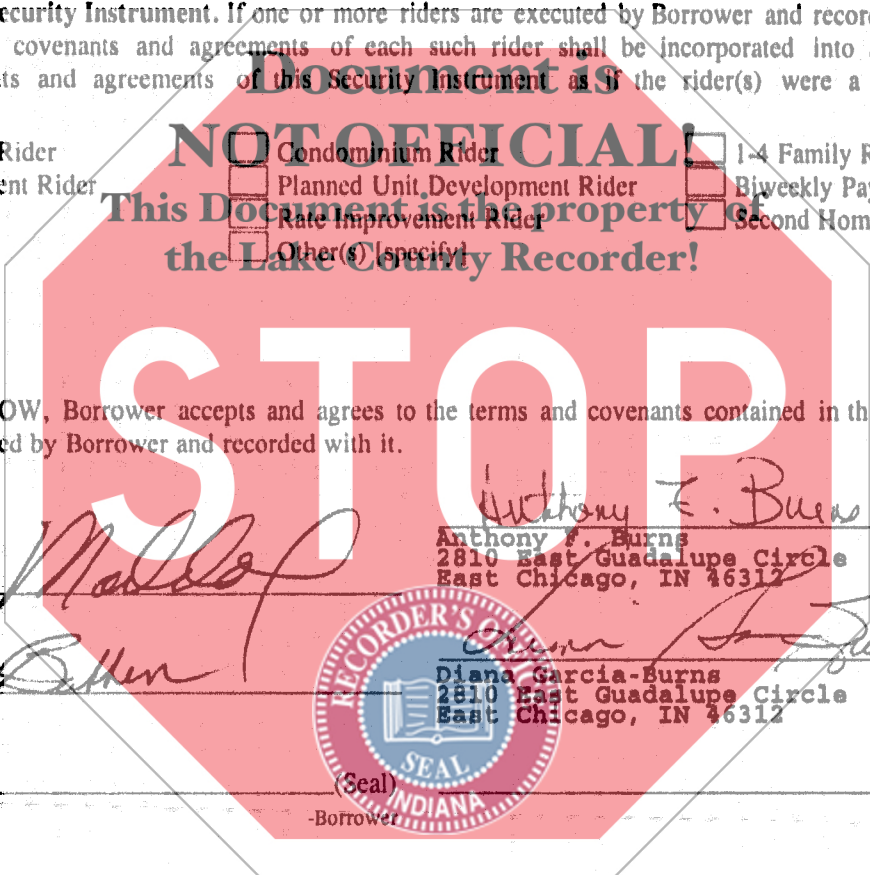 ecurity Instrument. If one or more riders are executed by Borrower and recor
covenants and agreements of each such rider shall be incorporated into
ts and agreements of this Security Instrument as if the rider(s) were a
Document is
NOT OFFICIAL!
This Document is the property of
the Lake County Recorder!
Rider Condominium Rider 1-4 Family R
ent Rider Planned Unit Development Rider Biweekly Pay
Rate Improvement Rider Second Hom
Other(s) [specify]
STOP
OW, Borrower accepts and agrees to the terms and covenants contained in th
ed by Borrower and recorded with it.
Anthony F. Burns
Anthony F. Burns
2810 East Guadalupe Circle
East Chicago, IN 46312
Diana Garcia-Burns
2810 East Guadalupe Circle
East Chicago, IN 46312
RECORDER'S OFFICE
SEAL
INDIANA
(Seal)
-Borrower